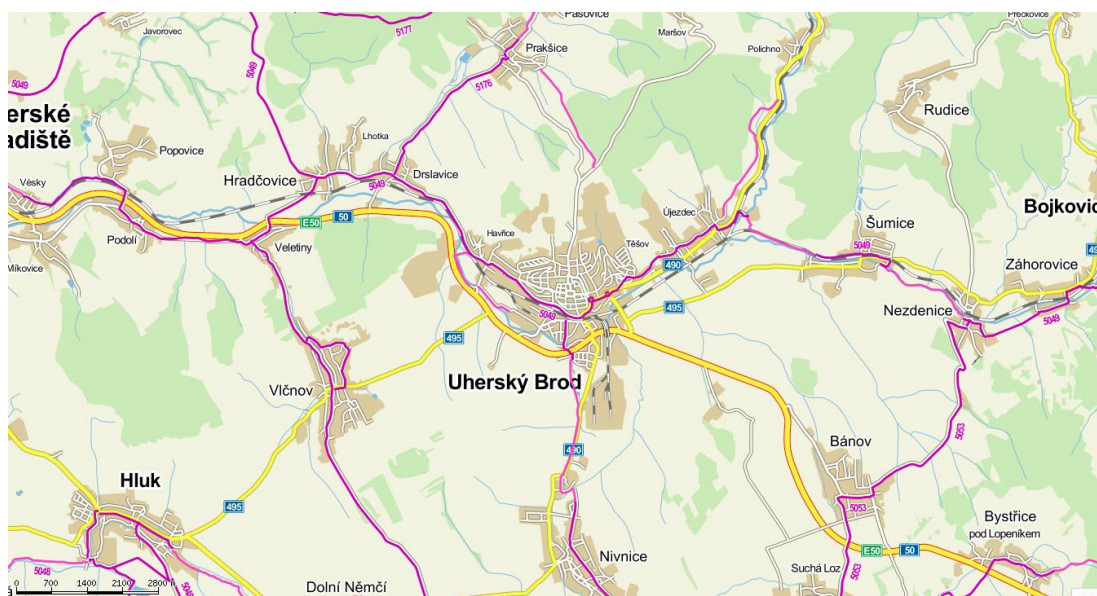 Javorovec
5177
Pašovice
Maršov
Prečkovice
Polichno
Prakšice
5049
5049
5176
Rudice
erské
adiště
Popovice
Lhotka
Drslavice
Věsky
Hradčovice
5049
Bojkovic
Újezdec
Šumice
Podolí
E50
50
Havřice
Těšov
5049
Veletiny
490
Záhorovice
Míkovice
495
Nezdenice
5049
495
5049
Uherský Brod
Vlčnov
5053
490
Bánov
Hluk
495
5053
Bystřice
pod Lopeníkem
E50
50
Nivnice
Suchá Loz
5053
5048
Dolní Němčí
0 700 1400 2100 2800